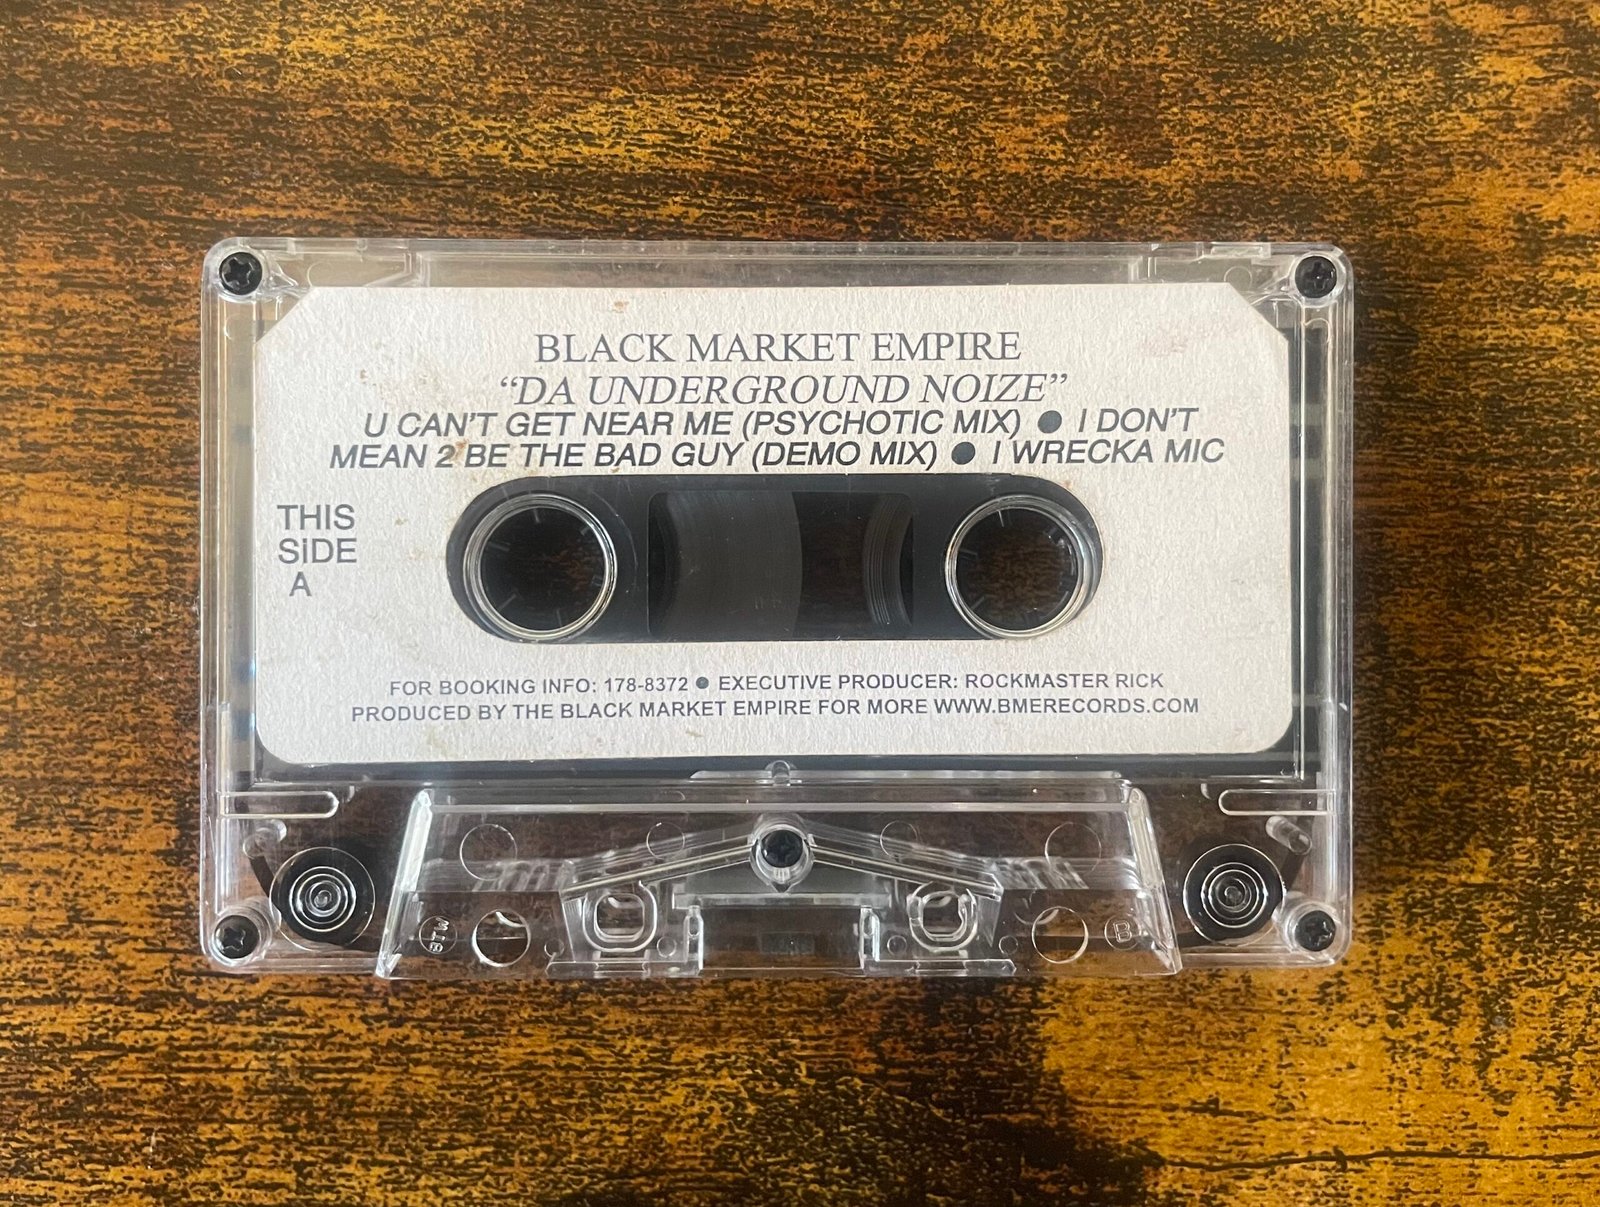 BLACK MARKET EMPIRE
“DA UNDERGROUND NOIZE”
U CAN’T GET NEAR ME (PSYCHOTIC MIX) ● I DON’T
MEAN 2 BE THE BAD GUY (DEMO MIX) ● I WRECKA MIC
THIS
SIDE
A
FOR BOOKING INFO: 178-8372 ● EXECUTIVE PRODUCER: ROCKMASTER RICK
PRODUCED BY THE BLACK MARKET EMPIRE FOR MORE WWW.BMERECORDS.COM
B